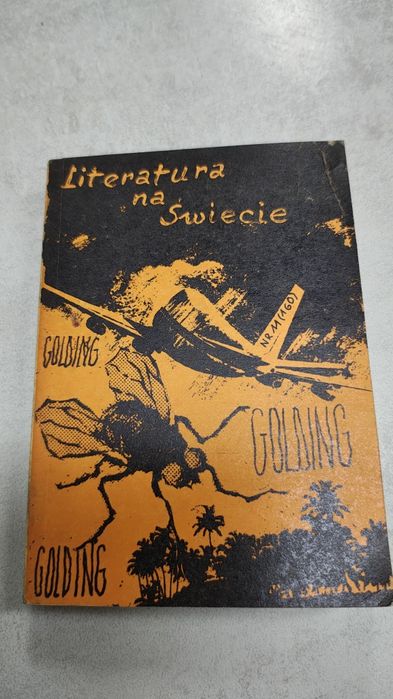 Literatura
na
Świecie
NR 11 (160)
GOLDING
GOLDING
GOLDING